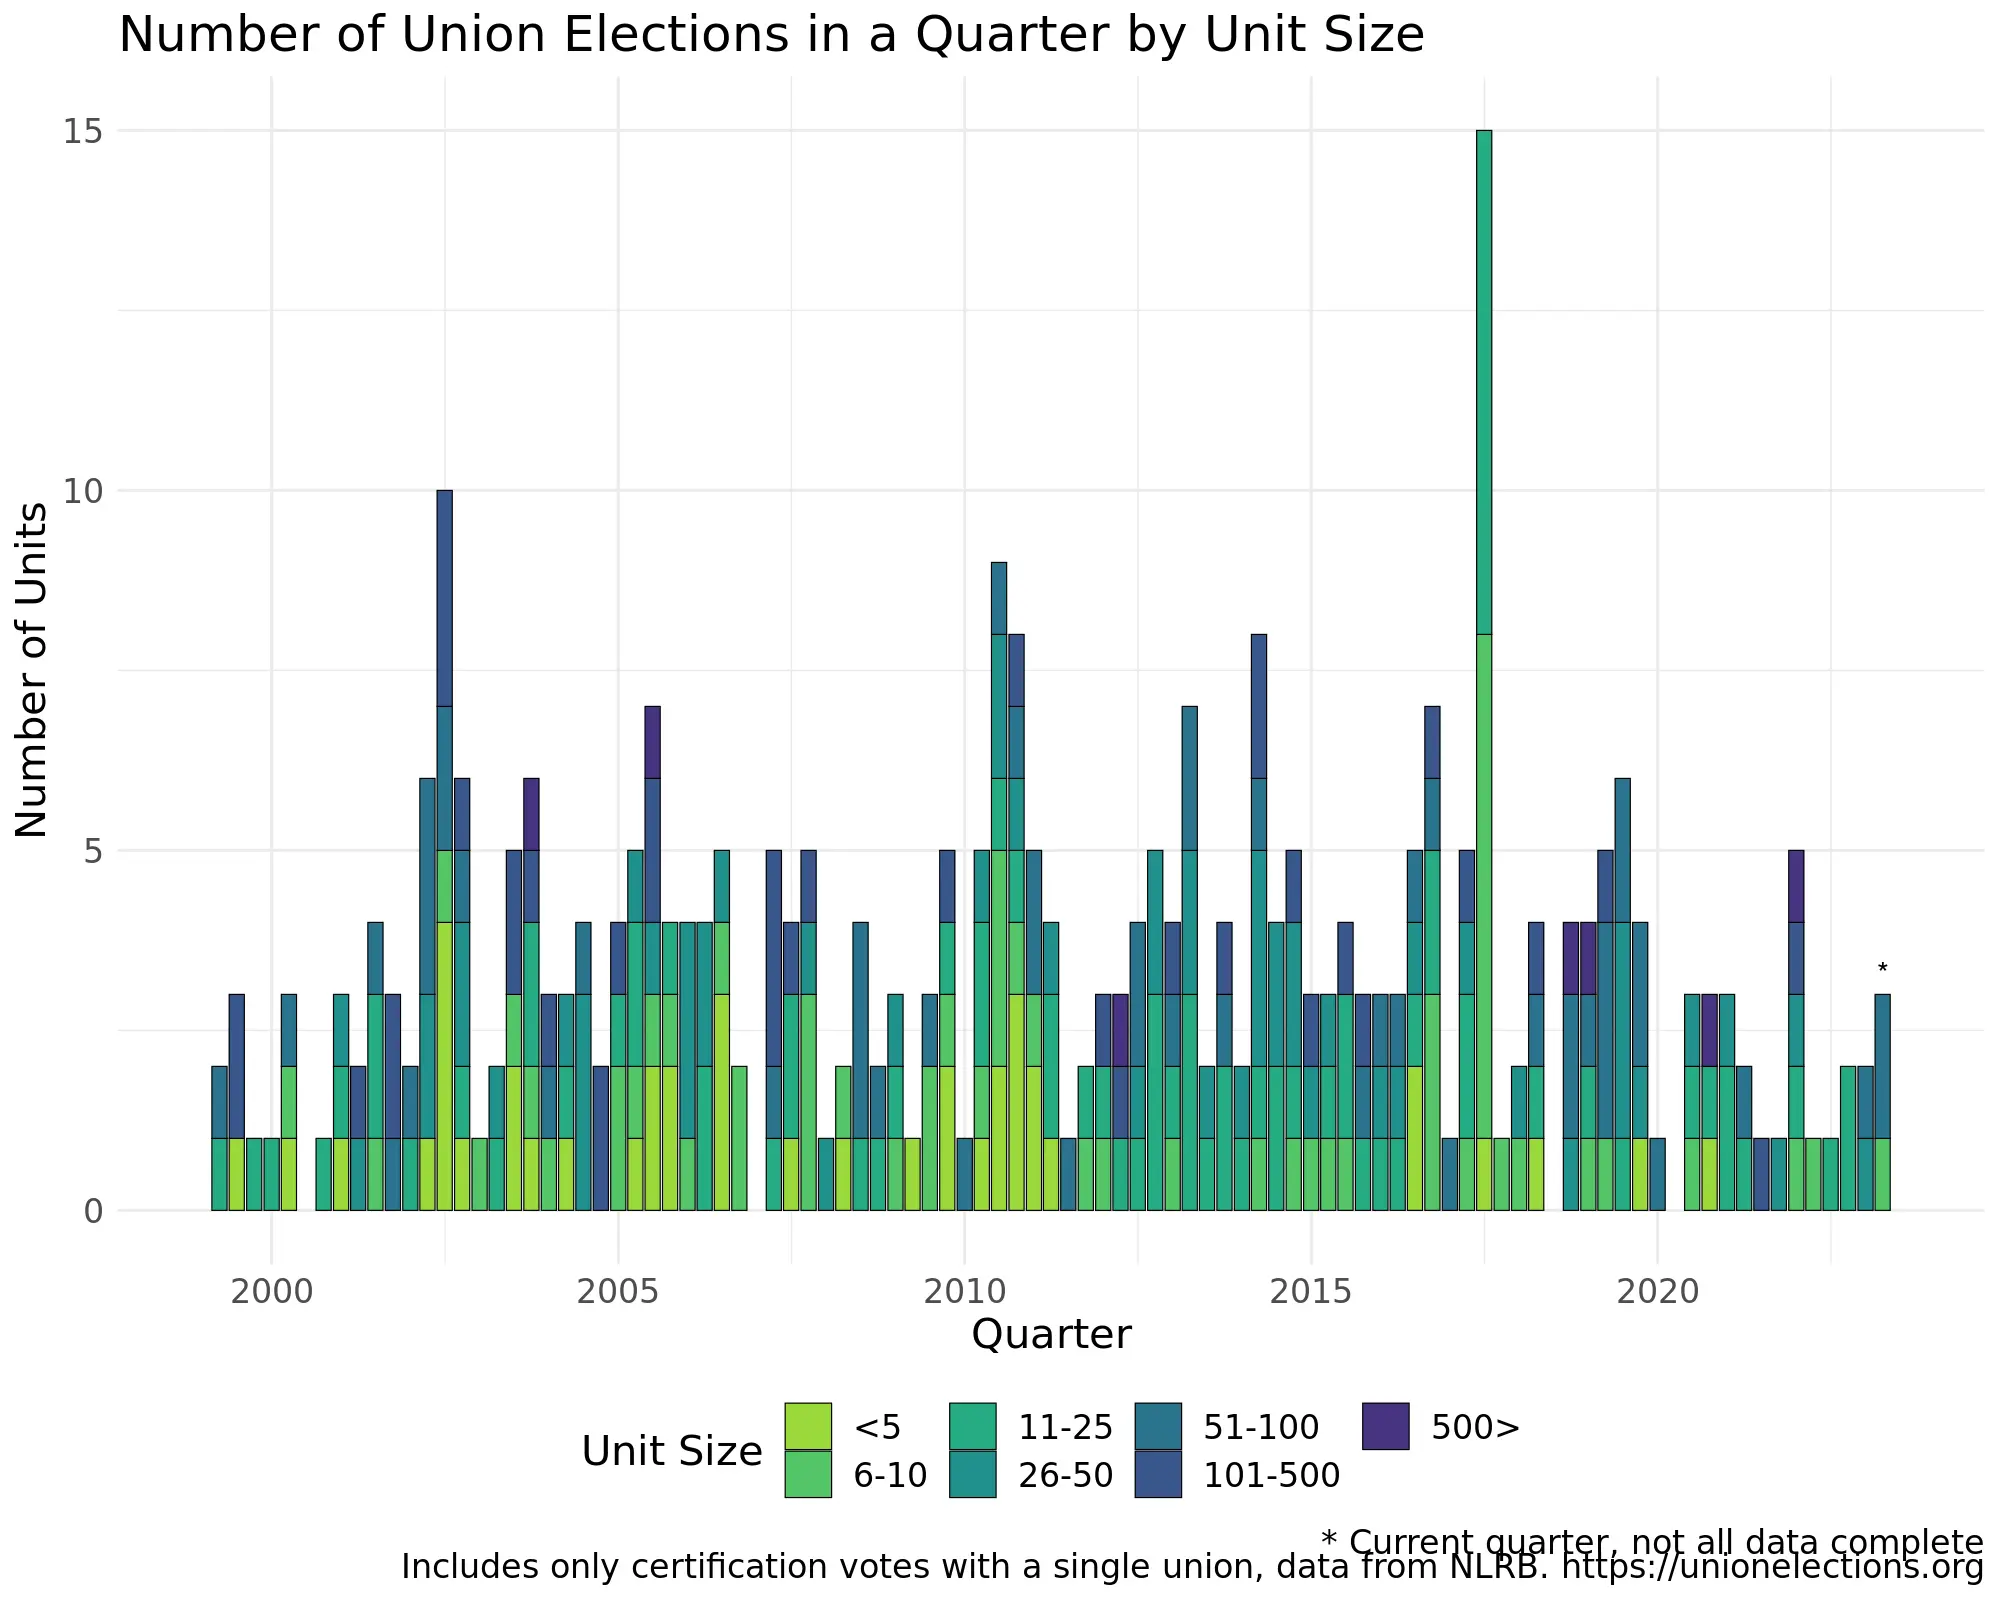 Number of Union Elections in a Quarter by Unit Size
Number of Units
15
10
5
0
2000 2005 2010 2015 2020
*
Quarter
Unit Size
<5 11-25 51-100 500>
6-10 26-50 101-500
* Current quarter, not all data complete
Includes only certification votes with a single union, data from NLRB. https://unionelections.org